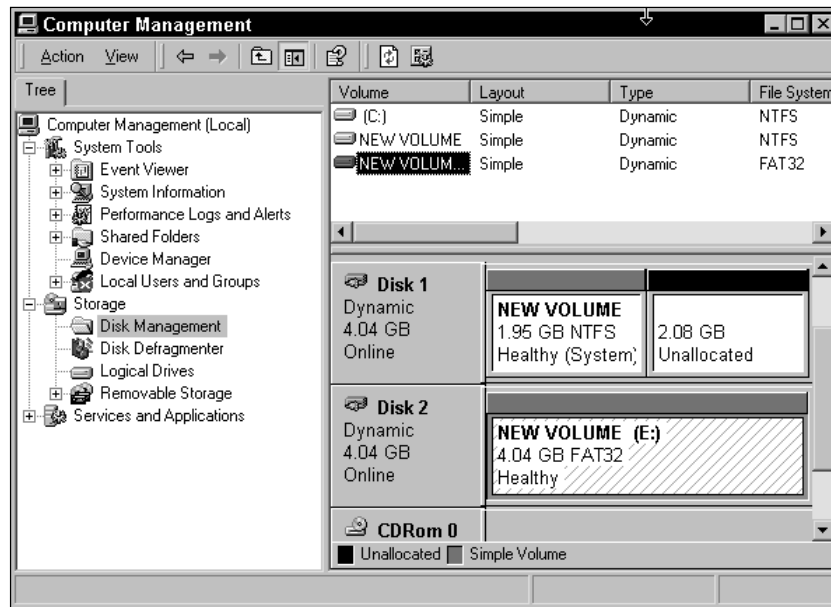 Computer Management
Action View
Tree
Computer Management (Local)
System Tools
Event Viewer
System Information
Performance Logs and Alerts
Shared Folders
Device Manager
Local Users and Groups
Storage
Disk Management
Disk Defragmenter
Logical Drives
Removable Storage
Services and Applications
Volume Layout Type File System
(C:) Simple Dynamic NTFS
NEW VOLUME Simple Dynamic NTFS
NEW VOLUM... Simple Dynamic FAT32
Disk 1
Dynamic
4.04 GB
Online
NEW VOLUME
1.95 GB NTFS
Healthy (System)
2.08 GB
Unallocated
Disk 2
Dynamic
4.04 GB
Online
NEW VOLUME (E:)
4.04 GB FAT32
Healthy
CDRom 0
Unallocated Simple Volume